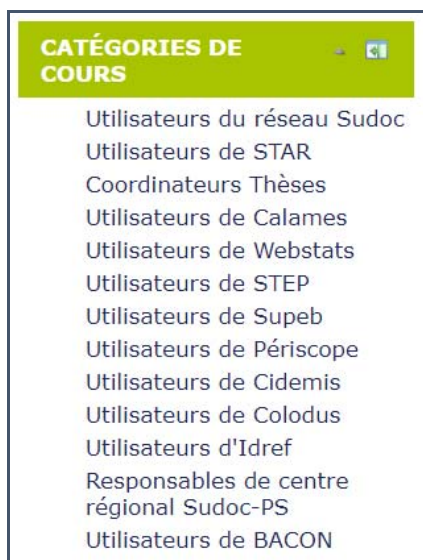 CATÉGORIES DE
COURS
Utilisateurs du réseau Sudoc
Utilisateurs de STAR
Coordinateurs Thèses
Utilisateurs de Calames
Utilisateurs de Webstats
Utilisateurs de STEP
Utilisateurs de Supeb
Utilisateurs de Périscope
Utilisateurs de Cidemis
Utilisateurs de Colodus
Utilisateurs d'Idref
Responsables de centre
régional Sudoc-PS
Utilisateurs de BACON